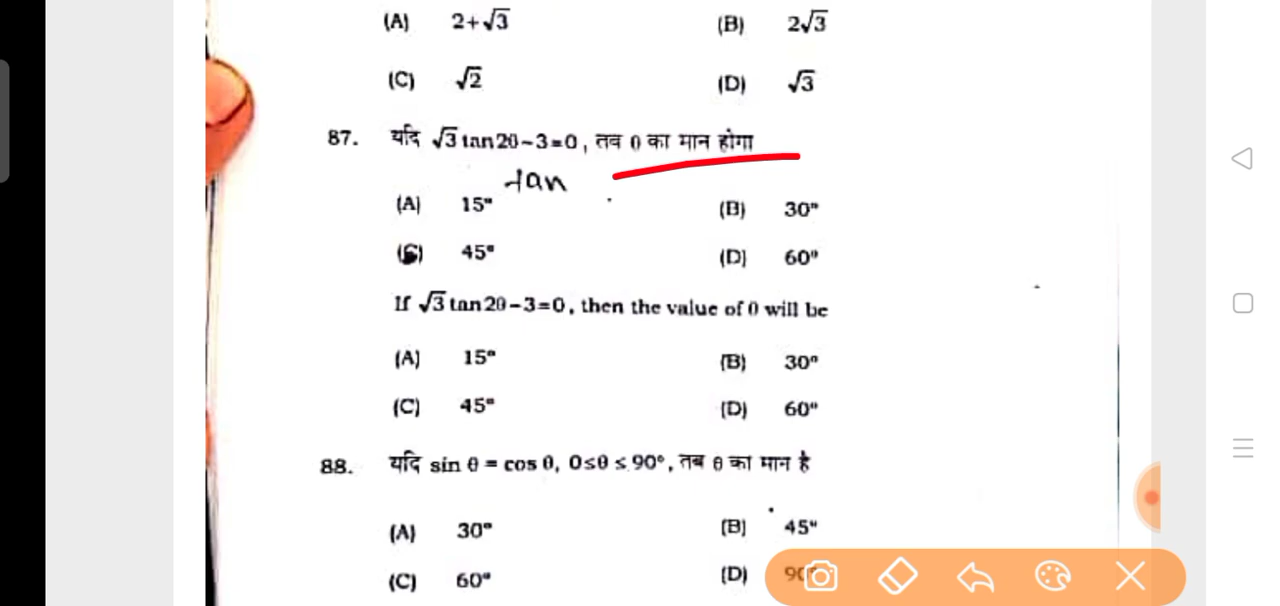 (A) 2+√3 (B) 2√3
(C) √2 (D) √3
87. यदि √3 tan2θ-3=0, तब θ का मान होगा
tan
(A) 15° (B) 30°
(C) 45° (D) 60°
If √3 tan2θ-3=0, then the value of θ will be
(A) 15° (B) 30°
(C) 45° (D) 60°
88. यदि sin θ = cos θ, 0≤θ≤90°, तब θ का मान है
(A) 30° (B) 45°
(C) 60° (D) 90°